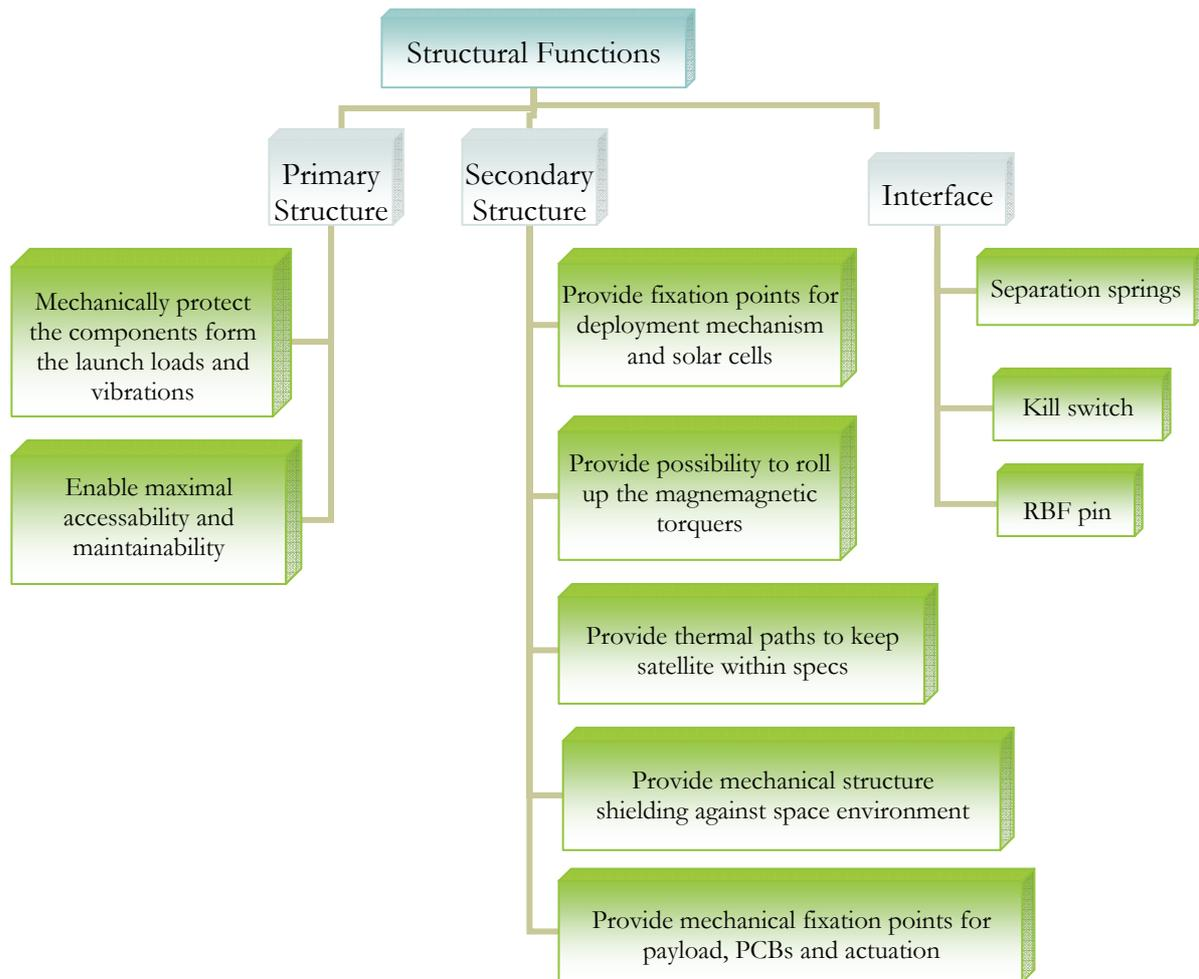 Structural Functions
Primary
Structure
Mechanically protect
the components form
the launch loads and
vibrations
Enable maximal
accessability and
maintainability
Secondary
Structure
Provide fixation points for
deployment mechanism
and solar cells
Provide possibility to roll
up the magnemagnetic
torquers
Provide thermal paths to keep
satellite within specs
Provide mechanical structure
shielding against space environment
Provide mechanical fixation points for
payload, PCBs and actuation
Interface
Separation springs
Kill switch
RBF pin